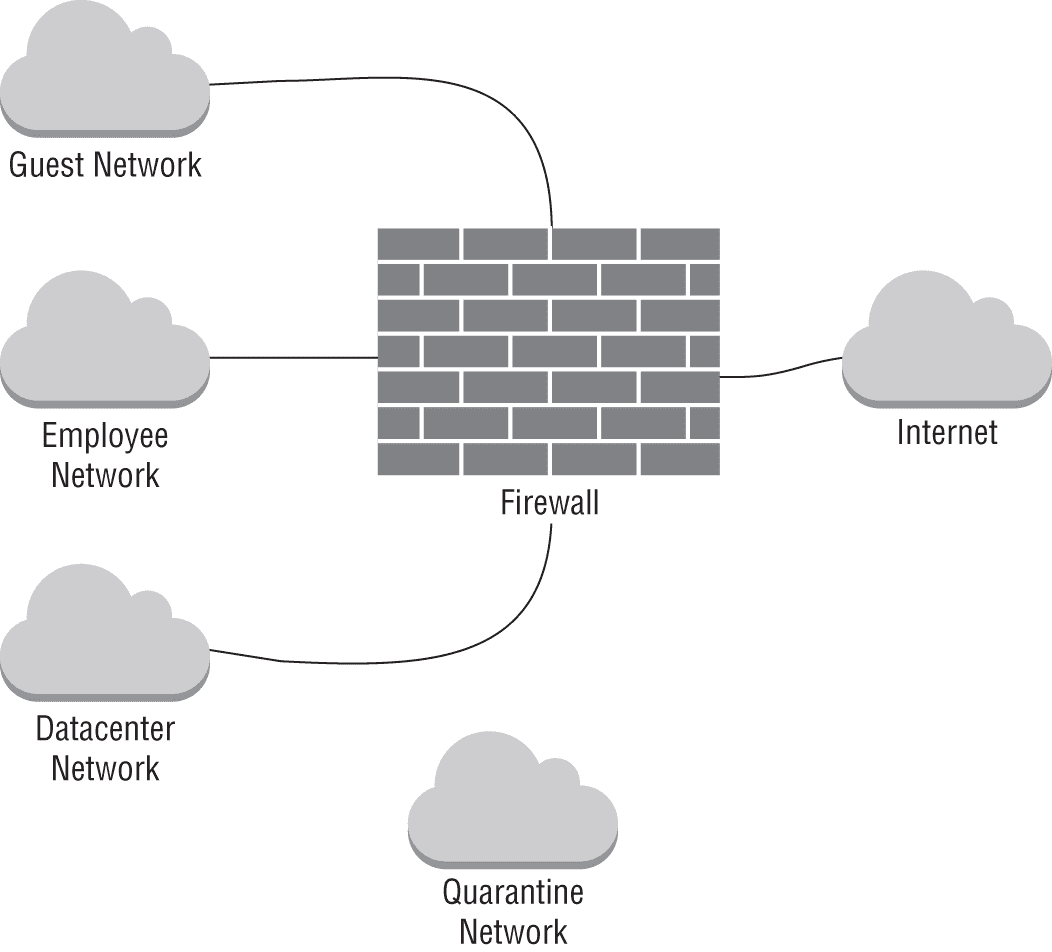 Guest Network
Employee
Network
Internet
Firewall
Datacenter
Network
Quarantine
Network